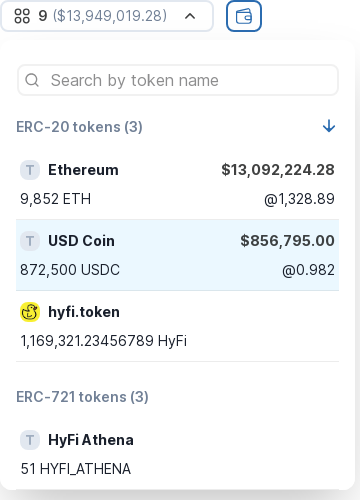 9 ($13,949,019.28)
Search by token name
ERC-20 tokens (3)
T Ethereum $13,092,224.28
9,852 ETH @1,328.89
T USD Coin $856,795.00
872,500 USDC @0.982
hyfi.token
1,169,321.23456789 HyFi
ERC-721 tokens (3)
T HyFi Athena
51 HYFI_ATHENA